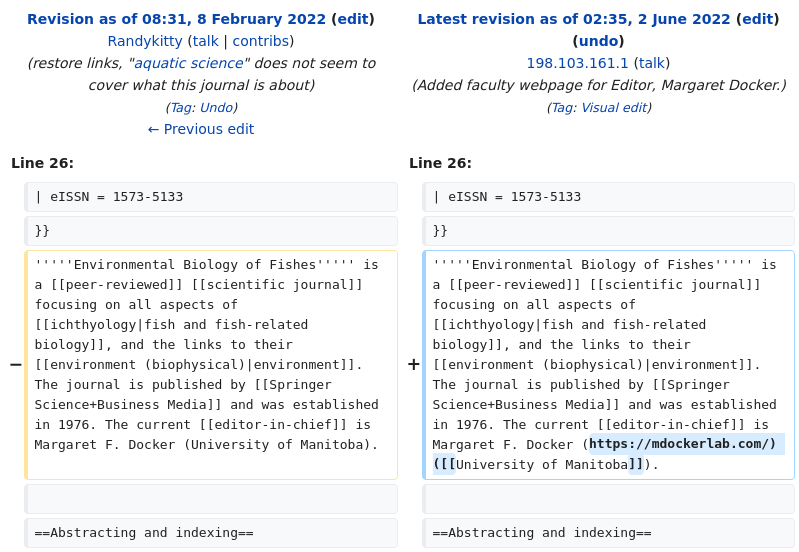 Revision as of 08:31, 8 February 2022 (edit)
Randykitty (talk | contribs)
(restore links, "aquatic science" does not seem to
cover what this journal is about)
(Tag: Undo)
← Previous edit
Latest revision as of 02:35, 2 June 2022 (edit)
(undo)
198.103.161.1 (talk)
(Added faculty webpage for Editor, Margaret Docker.)
(Tag: Visual edit)
Line 26:
| eISSN = 1573-5133
}}
−
'''''Environmental Biology of Fishes''''' is
a [[peer-reviewed]] [[scientific journal]]
focusing on all aspects of
[[ichthyology|fish and fish-related
biology]], and the links to their
[[environment (biophysical)|environment]].
The journal is published by [[Springer
Science+Business Media]] and was established
in 1976. The current [[editor-in-chief]] is
Margaret F. Docker (University of Manitoba).
==Abstracting and indexing==
Line 26:
| eISSN = 1573-5133
}}
+
'''''Environmental Biology of Fishes''''' is
a [[peer-reviewed]] [[scientific journal]]
focusing on all aspects of
[[ichthyology|fish and fish-related
biology]], and the links to their
[[environment (biophysical)|environment]].
The journal is published by [[Springer
Science+Business Media]] and was established
in 1976. The current [[editor-in-chief]] is
Margaret F. Docker (https://mdockerlab.com/)
([[University of Manitoba]]).
==Abstracting and indexing==